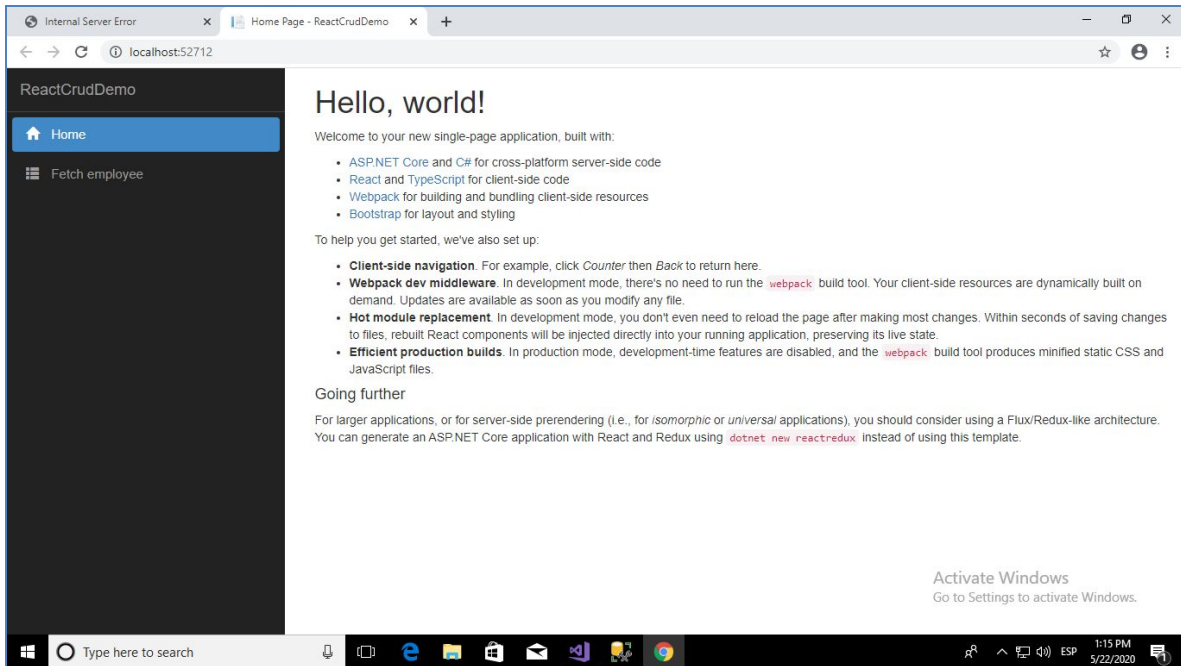 Internal Server Error
Home Page - ReactCrudDemo
localhost:52712
ReactCrudDemo
Home
Fetch employee
Hello, world!
Welcome to your new single-page application, built with:
• ASP.NET Core and C# for cross-platform server-side code
• React and TypeScript for client-side code
• Webpack for building and bundling client-side resources
• Bootstrap for layout and styling
To help you get started, we've also set up:
• Client-side navigation. For example, click Counter then Back to return here.
• Webpack dev middleware. In development mode, there's no need to run the webpack build tool. Your client-side resources are dynamically built on
demand. Updates are available as soon as you modify any file.
• Hot module replacement. In development mode, you don't even need to reload the page after making most changes. Within seconds of saving changes
to files, rebuilt React components will be injected directly into your running application, preserving its live state.
• Efficient production builds. In production mode, development-time features are disabled, and the webpack build tool produces minified static CSS and
JavaScript files.
Going further
For larger applications, or for server-side prerendering (i.e., for isomorphic or universal applications), you should consider using a Flux/Redux-like architecture.
You can generate an ASP.NET Core application with React and Redux using dotnet new reactredux instead of using this template.
Activate Windows
Go to Settings to activate Windows.
Type here to search
ESP
1:15 PM
5/22/2020
1